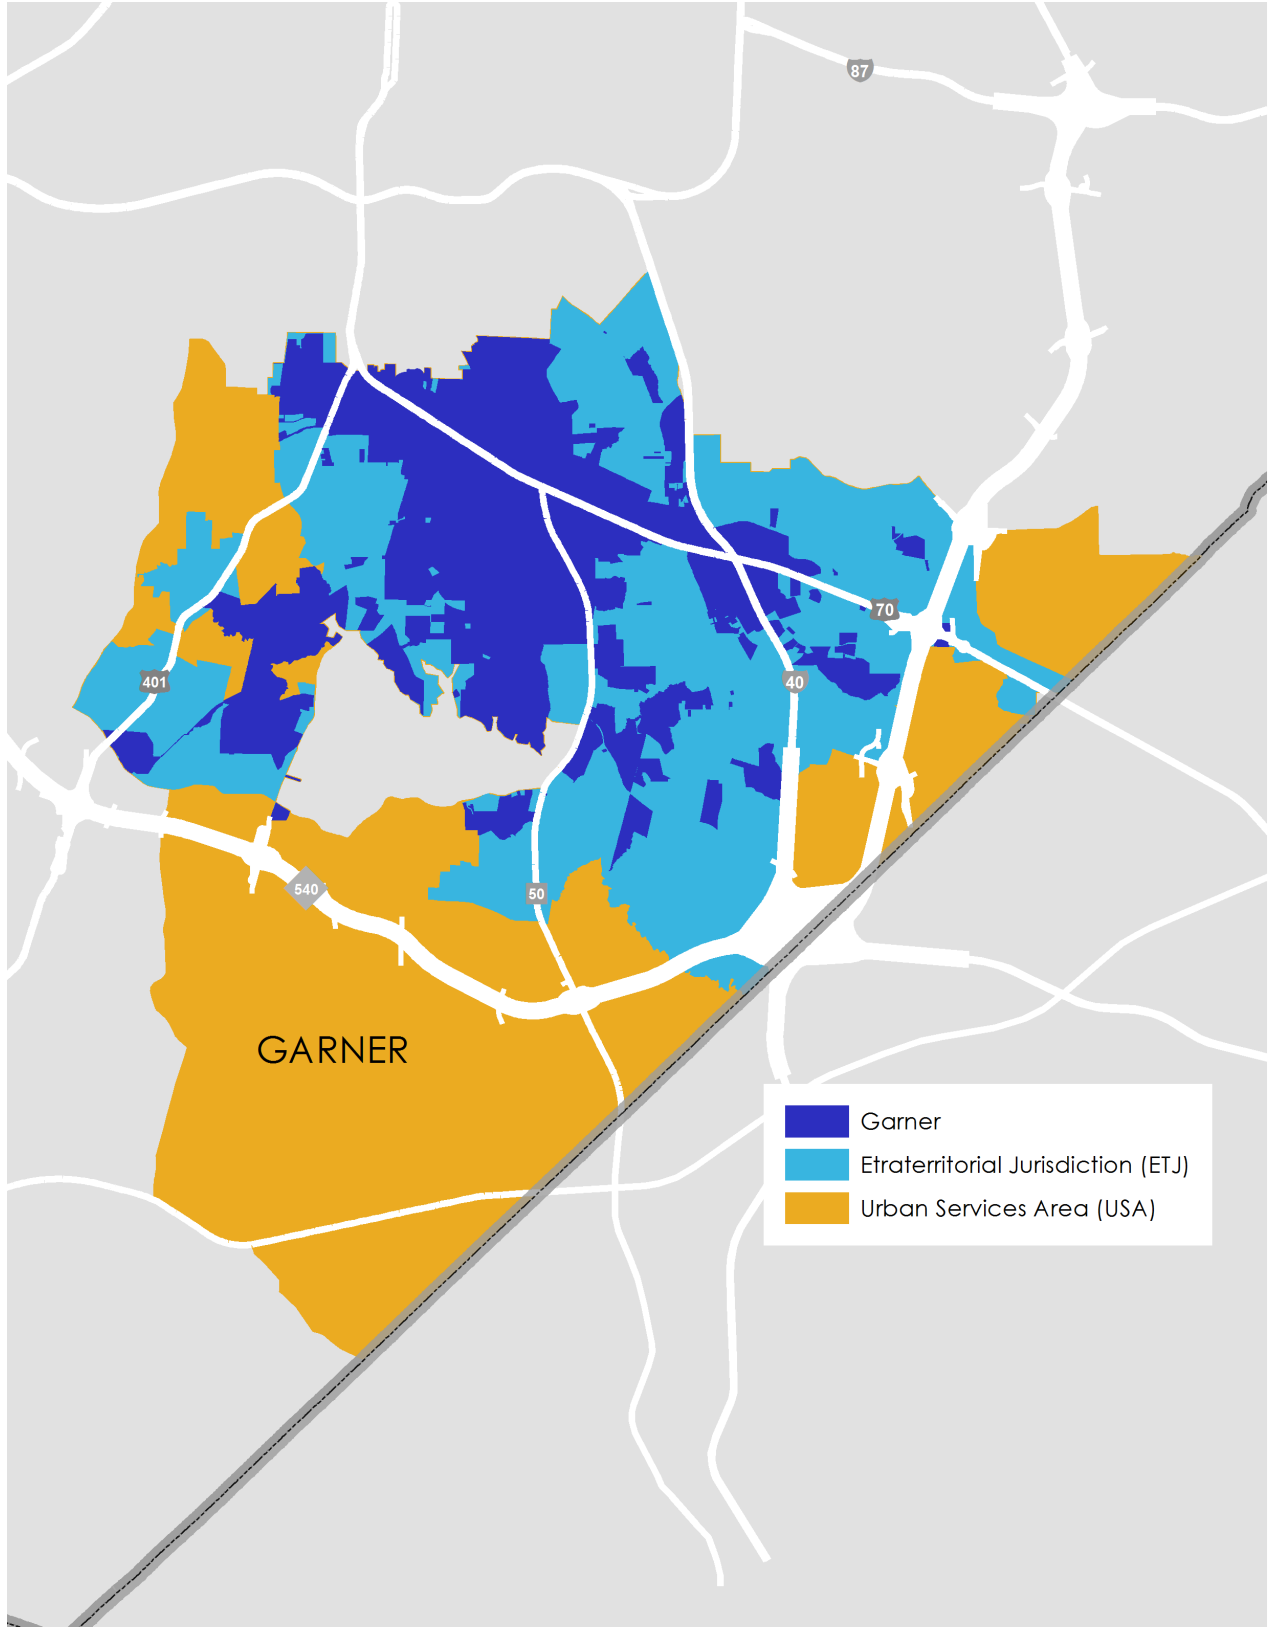 87
70
401
40
540
50
GARNER
Garner
Etraterritorial Jurisdiction (ETJ)
Urban Services Area (USA)